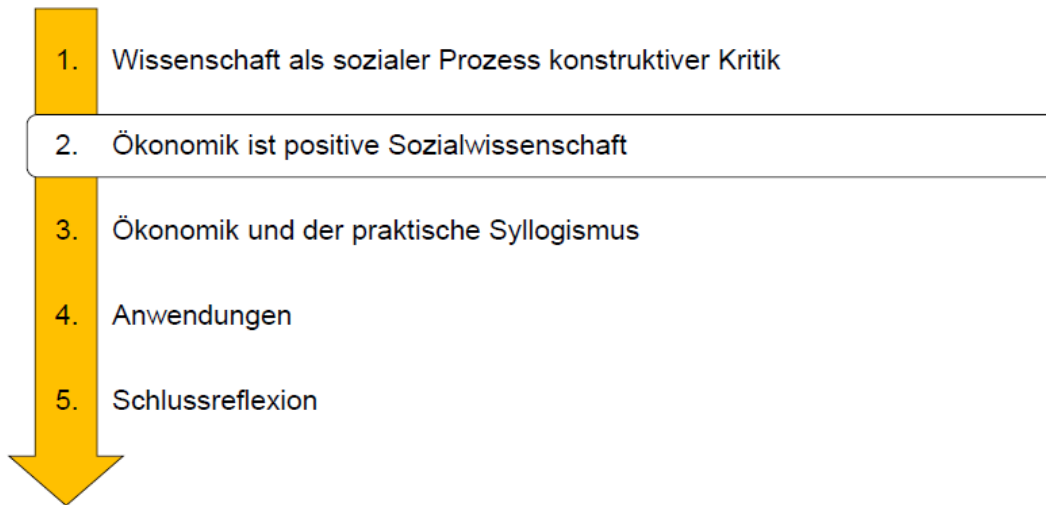 1. Wissenschaft als sozialer Prozess konstruktiver Kritik
2. Ökonomik ist positive Sozialwissenschaft
3. Ökonomik und der praktische Syllogismus
4. Anwendungen
5. Schlussreflexion